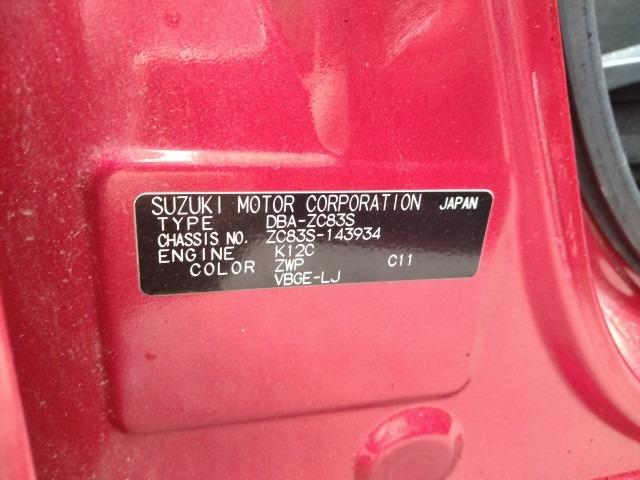 SUZUKI MOTOR CORPORATION JAPAN
TYPE DBA-ZC83S
CHASSIS NO. ZC83S-143934
ENGINE K12C
COLOR ZWP C11
VBGE-LJ